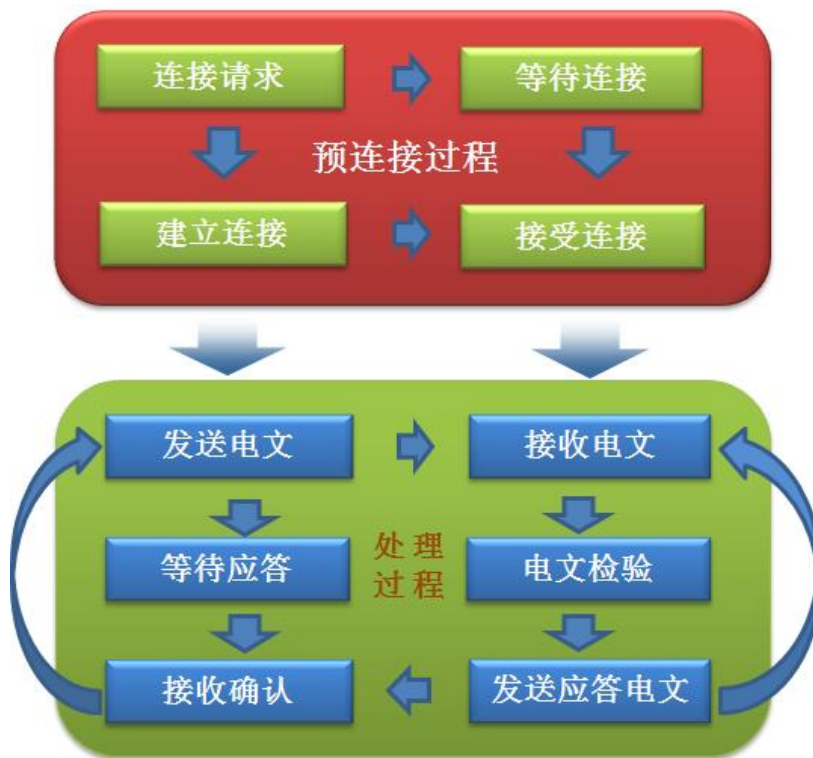 连接请求
等待连接
预连接过程
建立连接
接受连接
发送电文
接收电文
等待应答
处理
过程
电文检验
接收确认
发送应答电文